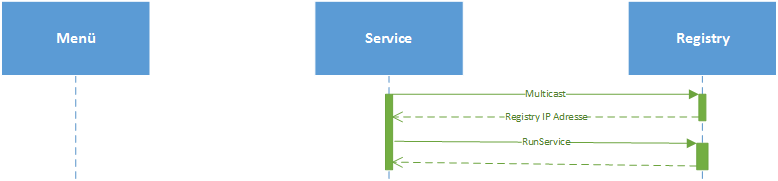 Menü
Service
Registry
Multicast
Registry IP Adresse
RunService